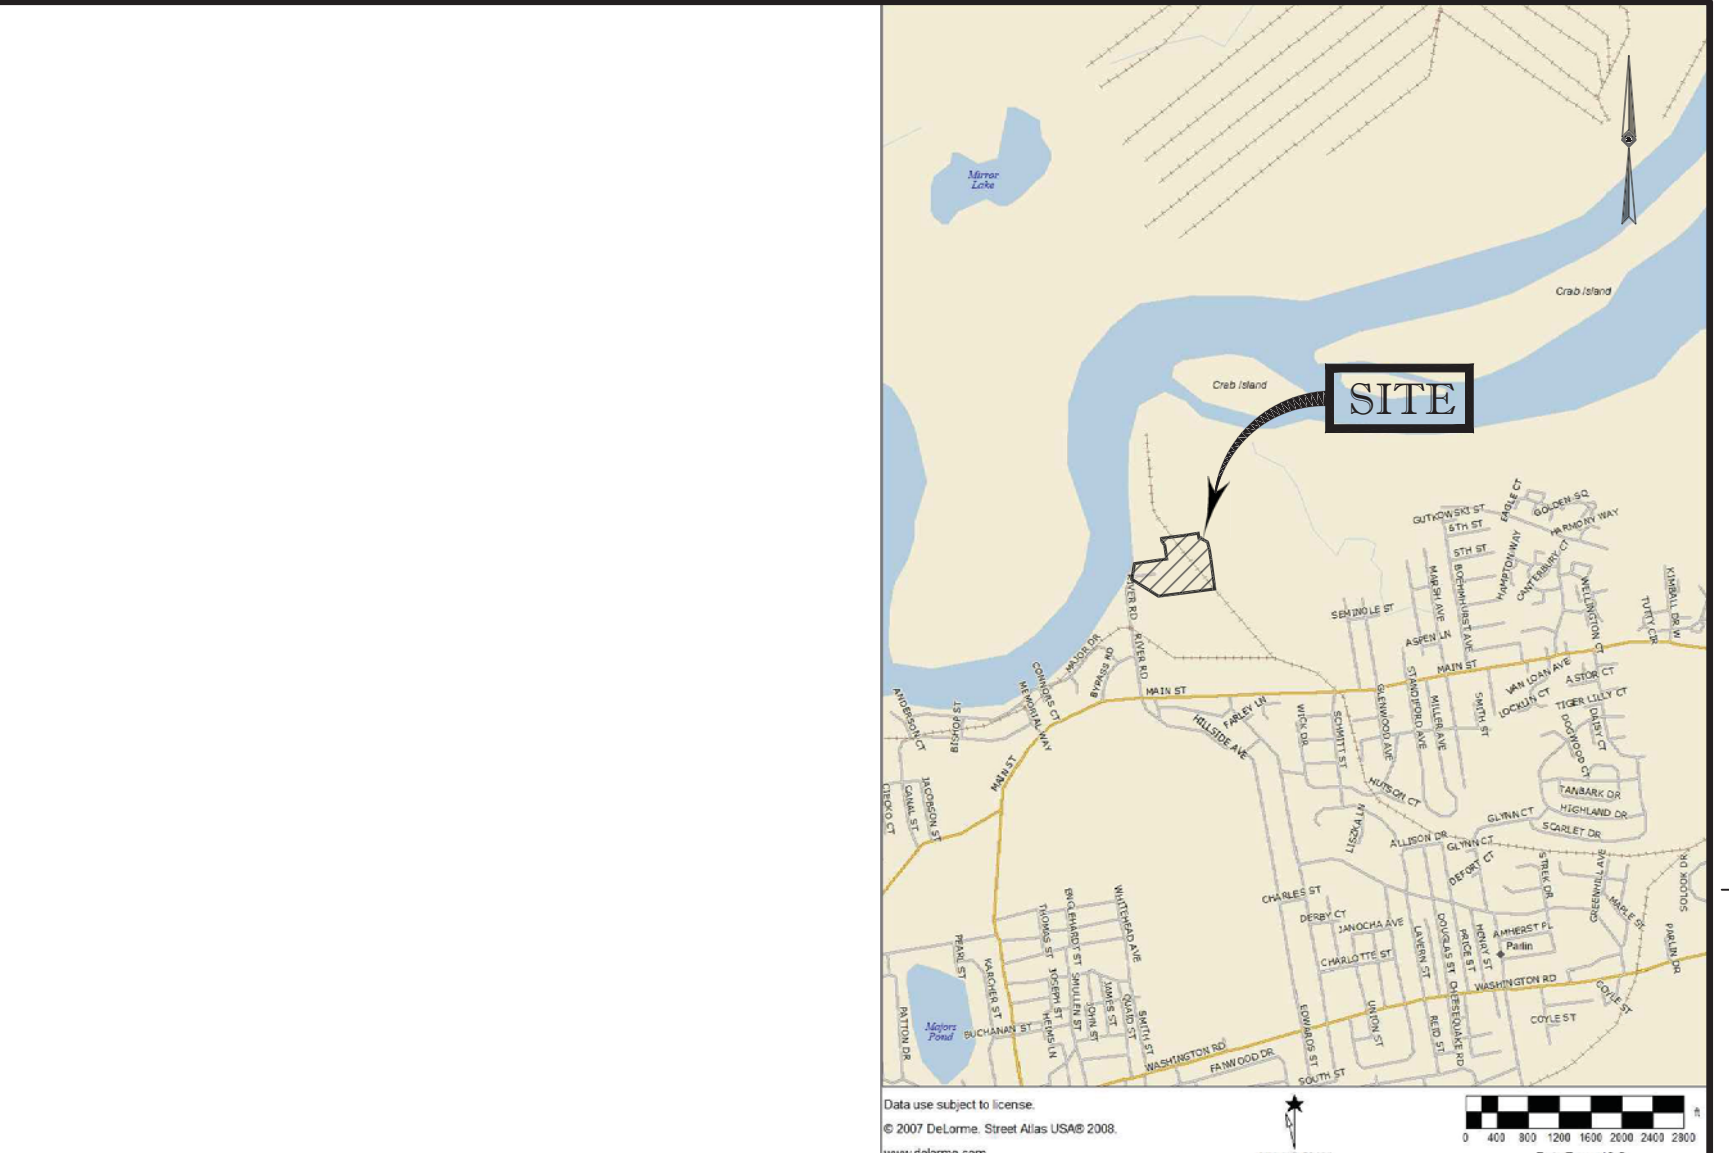 Mirror
Lake
Crab Island
Crab Island
SITE
EAGLE CT
GOLDEN SQ
GUTKOWSKI ST
6TH ST
HARMONY WAY
5TH ST
HAMPTON WAY
CANTERBURY CT
MARSH AVE
BOEHMHURST AVE
WELLINGTON CT
KIMBALL DR W
TUTTY CIR
RIVER RD
SEMINOLE ST
ASPEN LN
MAJOR DR
RIVER RD
BYPASS RD
MAIN ST
VAN LOAN AVE
ASTOR CT
CONNORS CT
MEMORIAL WAY
MAIN ST
GLENWOOD AVE
STANDIFORD AVE
MILLER AVE
SMITH ST
LOCKLIN CT
TIGER LILLY CT
ANDERSON CT
BISHOP ST
HILLSIDE AVE
FARLEY LN
WICK DR
SCHMITT ST
DOGWOOD CT
DAISY CT
MAIN ST
HUTSON CT
TANBARK DR
CANAL ST
JACOBSON ST
LISZKA LN
GLYNN CT
HIGHLAND DR
SCARLET DR
ALLISON DR
GLYNN CT
DEFORT CT
STREK DR
GREENHILL AVE
SOLOOK DR
CHARLES ST
DERBY CT
JANOCHA AVE
MAPLE ST
THOMAS ST
ENGLEHARDT ST
WHITEHEAD AVE
LAVERN ST
DOUGLAS ST
PRICE ST
HENRY ST
AMHERST PL
Parlin
PARLIN DR
PEARL ST
CHARLOTTE ST
WASHINGTON RD
KARCHER ST
JOSEPH ST
SMULLEN ST
JAMES ST
QUAID ST
COYLE ST
PATTON DR
Majors
Pond
BUCHANAN ST
HEIMS LN
JOHN ST
SMITH ST
EDWARDS ST
UNION ST
REID ST
CHEESEQUAKE RD
COYLE ST
WASHINGTON RD
FANWOOD DR
SOUTH ST
Data use subject to license.
© 2007 DeLorme. Street Atlas USA® 2008.
www.delorme.com
ft
0 400 800 1200 1600 2000 2400 2800